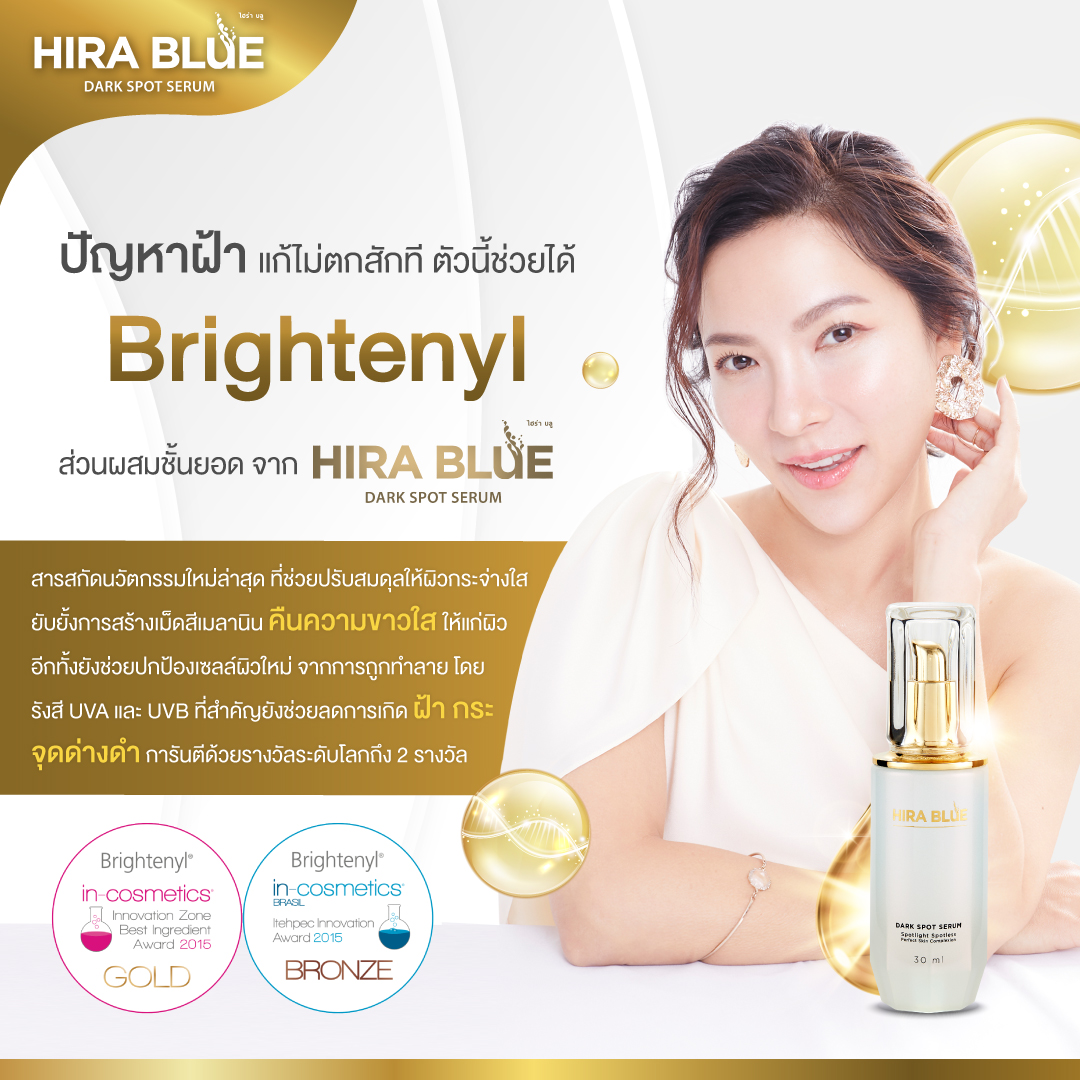 ไฮร่า บลู
HIRA BLUE
DARK SPOT SERUM
ปัญหาฝ้า แก้ไม่ตกสักที ตัวนี้ช่วยได้
Brightenyl
ส่วนผสมชั้นยอด จาก
ไฮร่า บลู
HIRA BLUE
DARK SPOT SERUM
สารสกัดนวัตกรรมใหม่ล่าสุด ที่ช่วยปรับสมดุลให้ผิวกระจ่างใส
ยับยั้งการสร้างเม็ดสีเมลานิน คืนความขาวใส ให้แก่ผิว
อีกทั้งยังช่วยปกป้องเซลล์ผิวใหม่ จากการถูกทำลาย โดย
รังสี UVA และ UVB ที่สำคัญยังช่วยลดการเกิด ฝ้า กระ
จุดด่างดำ การันตีด้วยรางวัลระดับโลกถึง 2 รางวัล
Brightenyl®
in-cosmetics®
Innovation Zone
Best Ingredient
Award 2015
GOLD
Brightenyl®
in-cosmetics®
BRASIL
Itehpec Innovation
Award 2015
BRONZE
HIRA BLUE
DARK SPOT SERUM
Spotlight Spotless
Perfect Skin Complexion
30 ml